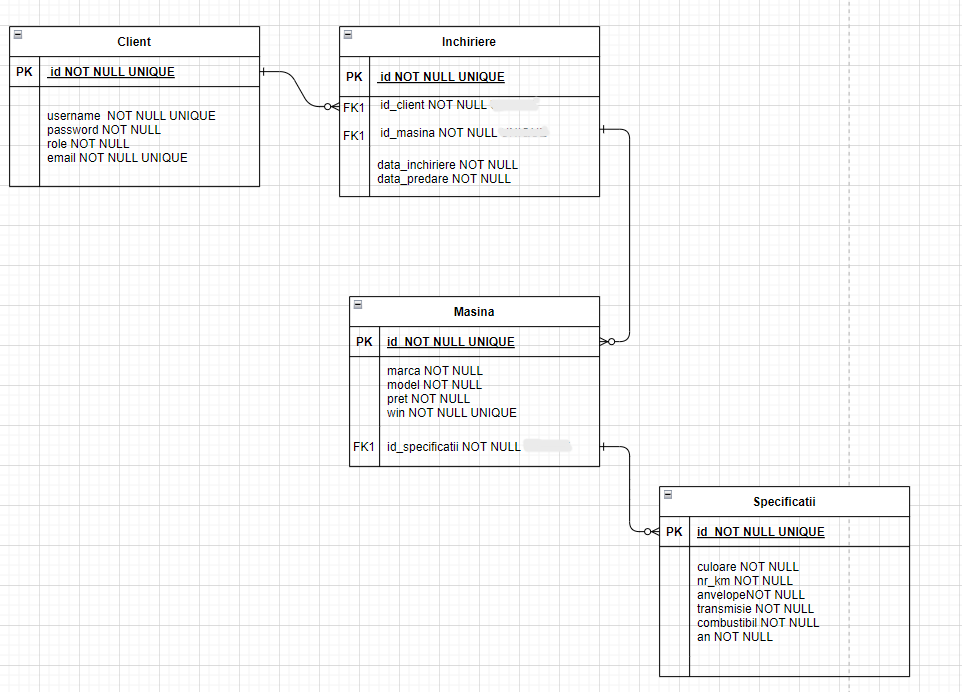 Client
PK id NOT NULL UNIQUE
username NOT NULL UNIQUE
password NOT NULL
role NOT NULL
email NOT NULL UNIQUE
Inchiriere
PK id NOT NULL UNIQUE
FK1 id_client NOT NULL
FK1 id_masina NOT NULL
data_inchiriere NOT NULL
data_predare NOT NULL
Masina
PK id NOT NULL UNIQUE
marca NOT NULL
model NOT NULL
pret NOT NULL
win NOT NULL UNIQUE
FK1 id_specificatii NOT NULL
Specificatii
PK id NOT NULL UNIQUE
culoare NOT NULL
nr_km NOT NULL
anvelopeNOT NULL
transmisie NOT NULL
combustibil NOT NULL
an NOT NULL